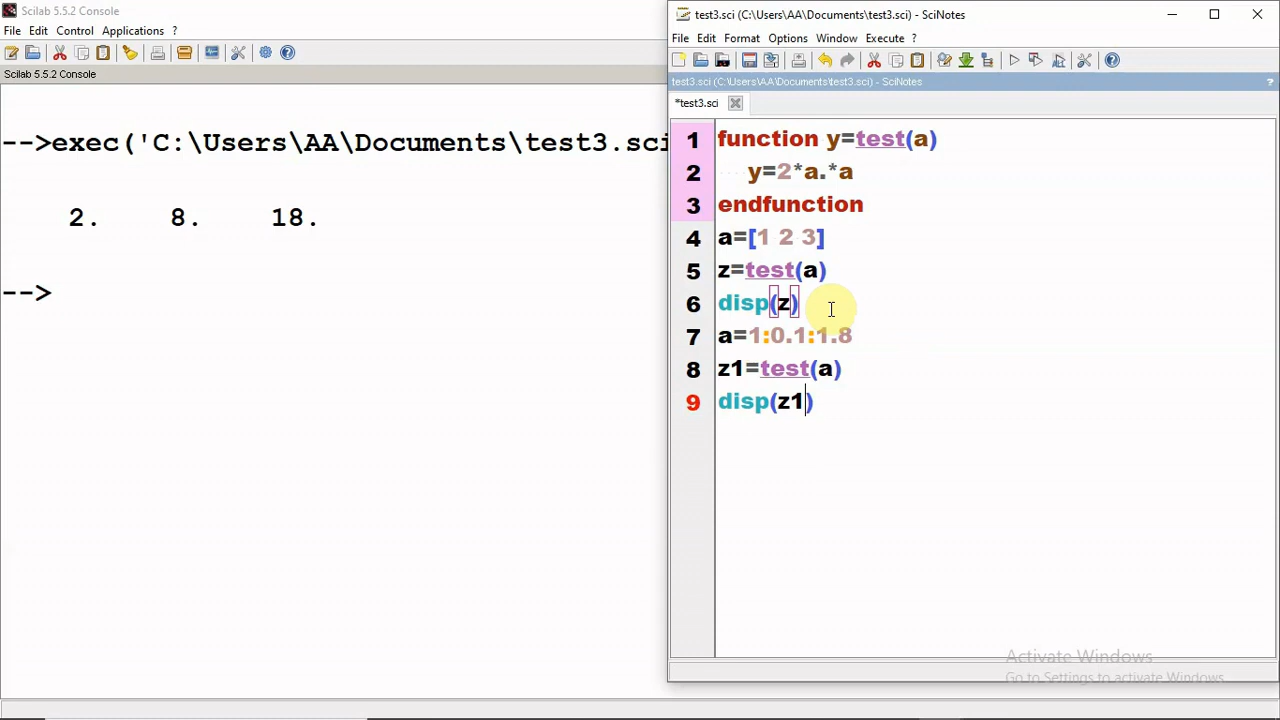 Scilab 5.5.2 Console
File Edit Control Applications ?
Scilab 5.5.2 Console
-->exec('C:\Users\AA\Documents\test3.sci
2. 8. 18.
-->
test3.sci (C:\Users\AA\Documents\test3.sci) - SciNotes
File Edit Format Options Window Execute ?
test3.sci (C:\Users\AA\Documents\test3.sci) - SciNotes
?
*test3.sci
1 function y=test(a)
2 y=2*a.*a
3 endfunction
4 a=[1 2 3]
5 z=test(a)
6 disp(z)
7 a=1:0.1:1.8
8 z1=test(a)
9 disp(z1)
Activate Windows
Go to Settings to activate Windows.